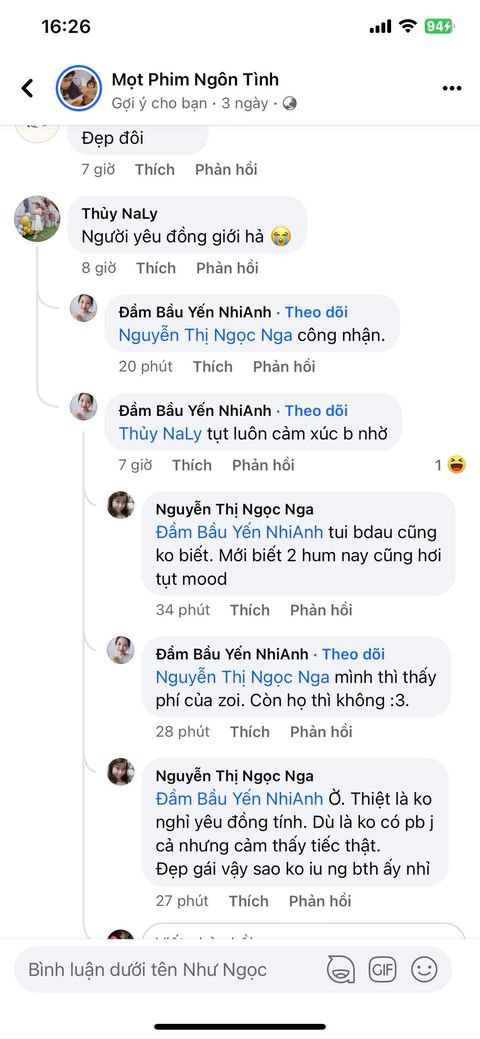 16:26
94
Mọt Phim Ngôn Tình
Gợi ý cho bạn · 3 ngày ·
Đẹp đôi
7 giờ Thích Phản hồi
Thủy NaLy
Người yêu đồng giới hả 😭
8 giờ Thích Phản hồi
Đầm Bầu Yến NhiAnh · Theo dõi
Nguyễn Thị Ngọc Nga công nhận.
20 phút Thích Phản hồi
Đầm Bầu Yến NhiAnh · Theo dõi
Thủy NaLy tụt luôn cảm xúc b nhờ
7 giờ Thích Phản hồi 1 😆
Nguyễn Thị Ngọc Nga
Đầm Bầu Yến NhiAnh tui bdau cũng
ko biết. Mới biết 2 hum nay cũng hơi
tụt mood
34 phút Thích Phản hồi
Đầm Bầu Yến NhiAnh · Theo dõi
Nguyễn Thị Ngọc Nga mình thì thấy
phí của zoi. Còn họ thì không :3.
28 phút Thích Phản hồi
Nguyễn Thị Ngọc Nga
Đầm Bầu Yến NhiAnh Ờ. Thiệt là ko
nghỉ yêu đồng tính. Dù là ko có pb j
cả nhưng cảm thấy tiếc thật.
Đẹp gái vậy sao ko iu ng bth ấy nhỉ
27 phút Thích Phản hồi
Bình luận dưới tên Như Ngọc
GIF